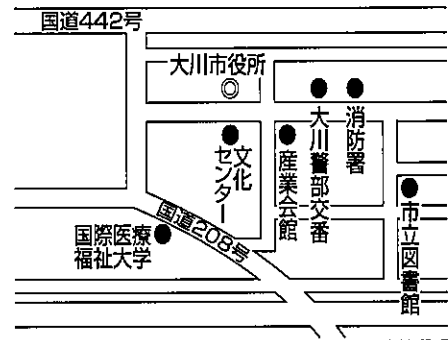 国道442号
大川市役所
消防署
大川警部交番
産業会館
文化
センター
市立図書館
国道208号
国際医療
福祉大学